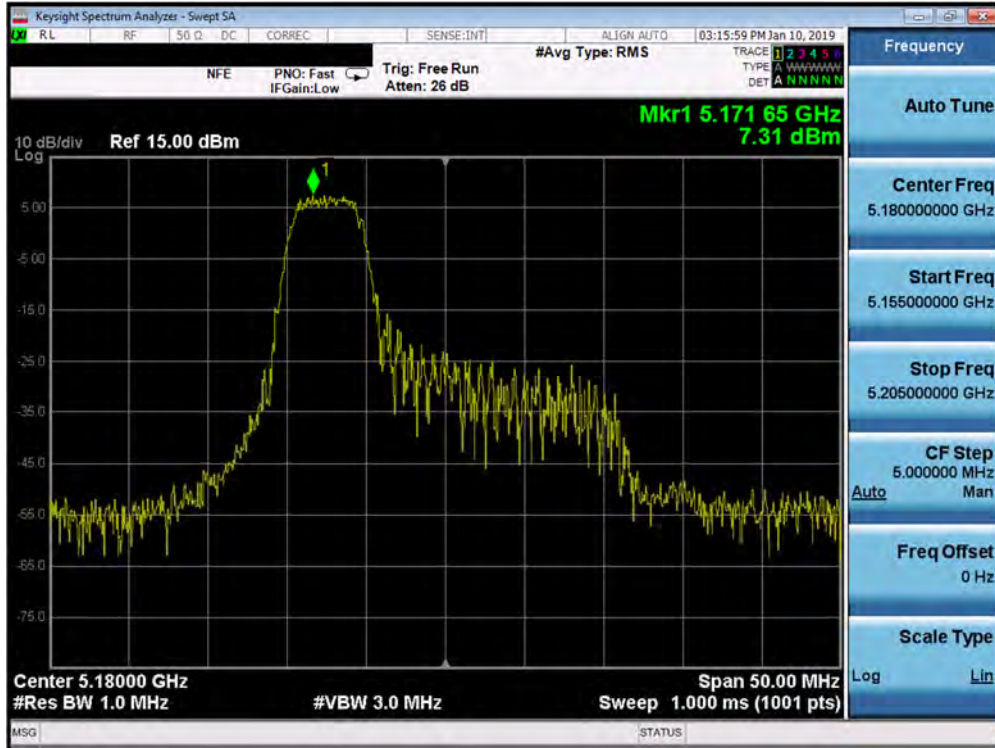 Keysight Spectrum Analyzer - Swept SA
LXI RL RF 50 Ω DC CORREC SENSE:INT ALIGN AUTO 03:15:59 PM Jan 10, 2019
#Avg Type: RMS
TRACE 1 2 3 4 5 6
TYPE A WWWWW
DET A N N N N N
NFE PNO: Fast Trig: Free Run
IFGain:Low Atten: 26 dB
Mkr1 5.171 65 GHz
7.31 dBm
10 dB/div Ref 15.00 dBm
Log
1
5.00
-5.00
-15.0
-25.0
-35.0
-45.0
-55.0
-65.0
-75.0
Center 5.18000 GHz Span 50.00 MHz
#Res BW 1.0 MHz #VBW 3.0 MHz Sweep 1.000 ms (1001 pts)
MSG STATUS
Frequency
Auto Tune
Center Freq
5.180000000 GHz
Start Freq
5.155000000 GHz
Stop Freq
5.205000000 GHz
CF Step
5.000000 MHz
Auto Man
Freq Offset
0 Hz
Scale Type
Log Lin